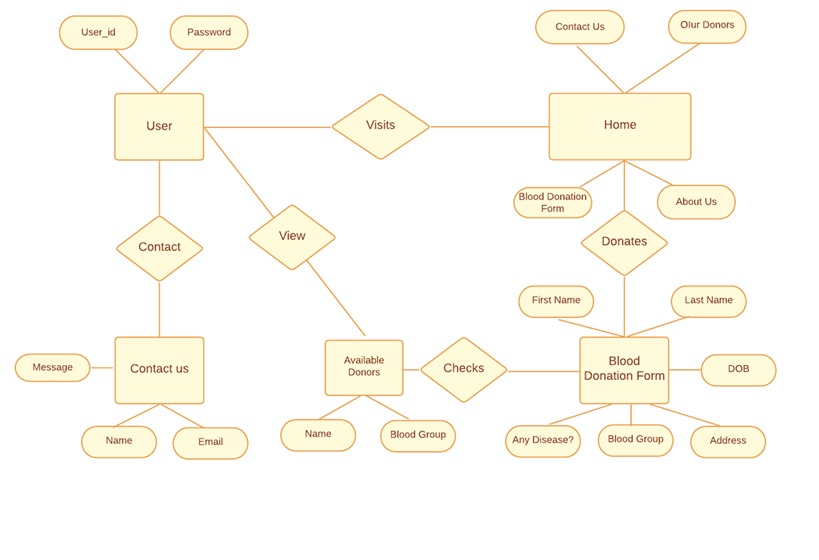 User_id
Password
Contact Us
Olur Donors
User
Visits
Home
Blood Donation
Form
About Us
Contact
View
Donates
First Name
Last Name
Message
Contact us
Available
Donors
Checks
Blood
Donation Form
DOB
Name
Email
Name
Blood Group
Any Disease?
Blood Group
Address